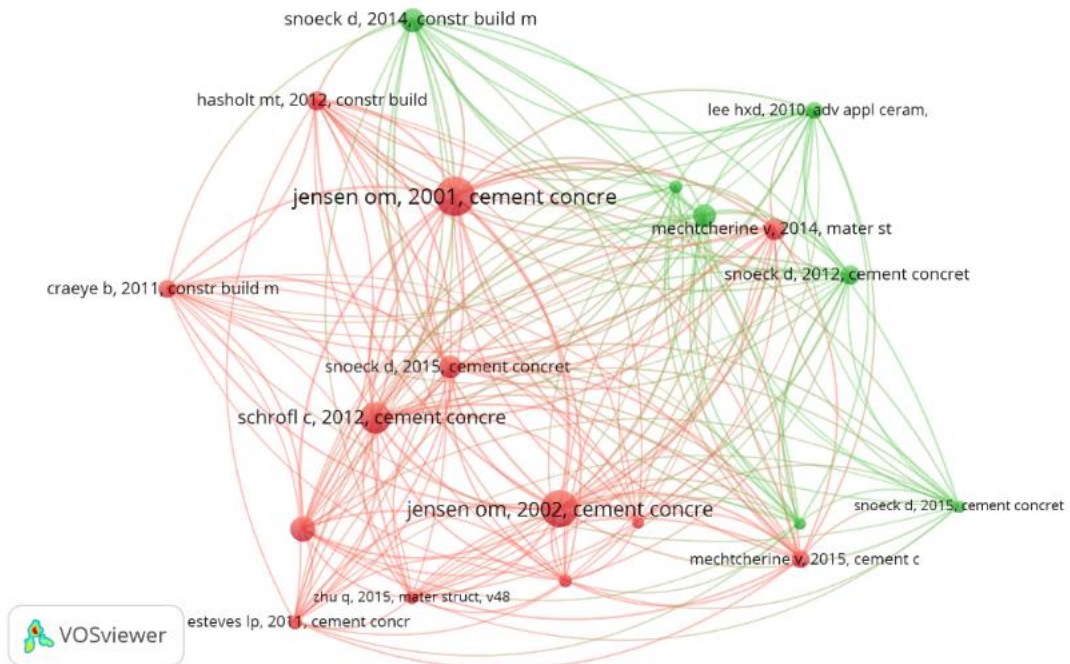 snoeck d, 2014, constr build m
hasholt mt, 2012, constr build
lee hxd, 2010, adv appl ceram,
jensen om, 2001, cement concre
mechtcherine v, 2014, mater st
snoeck d, 2012, cement concret
craeye b, 2011, constr build m
snoeck d, 2015, cement concret
schrofl c, 2012, cement concre
jensen om, 2002, cement concre
snoeck d, 2015, cement concret
mechtcherine v, 2015, cement c
zhu q, 2015, mater struct, v48
esteves lp, 2011, cement concr
VOSviewer